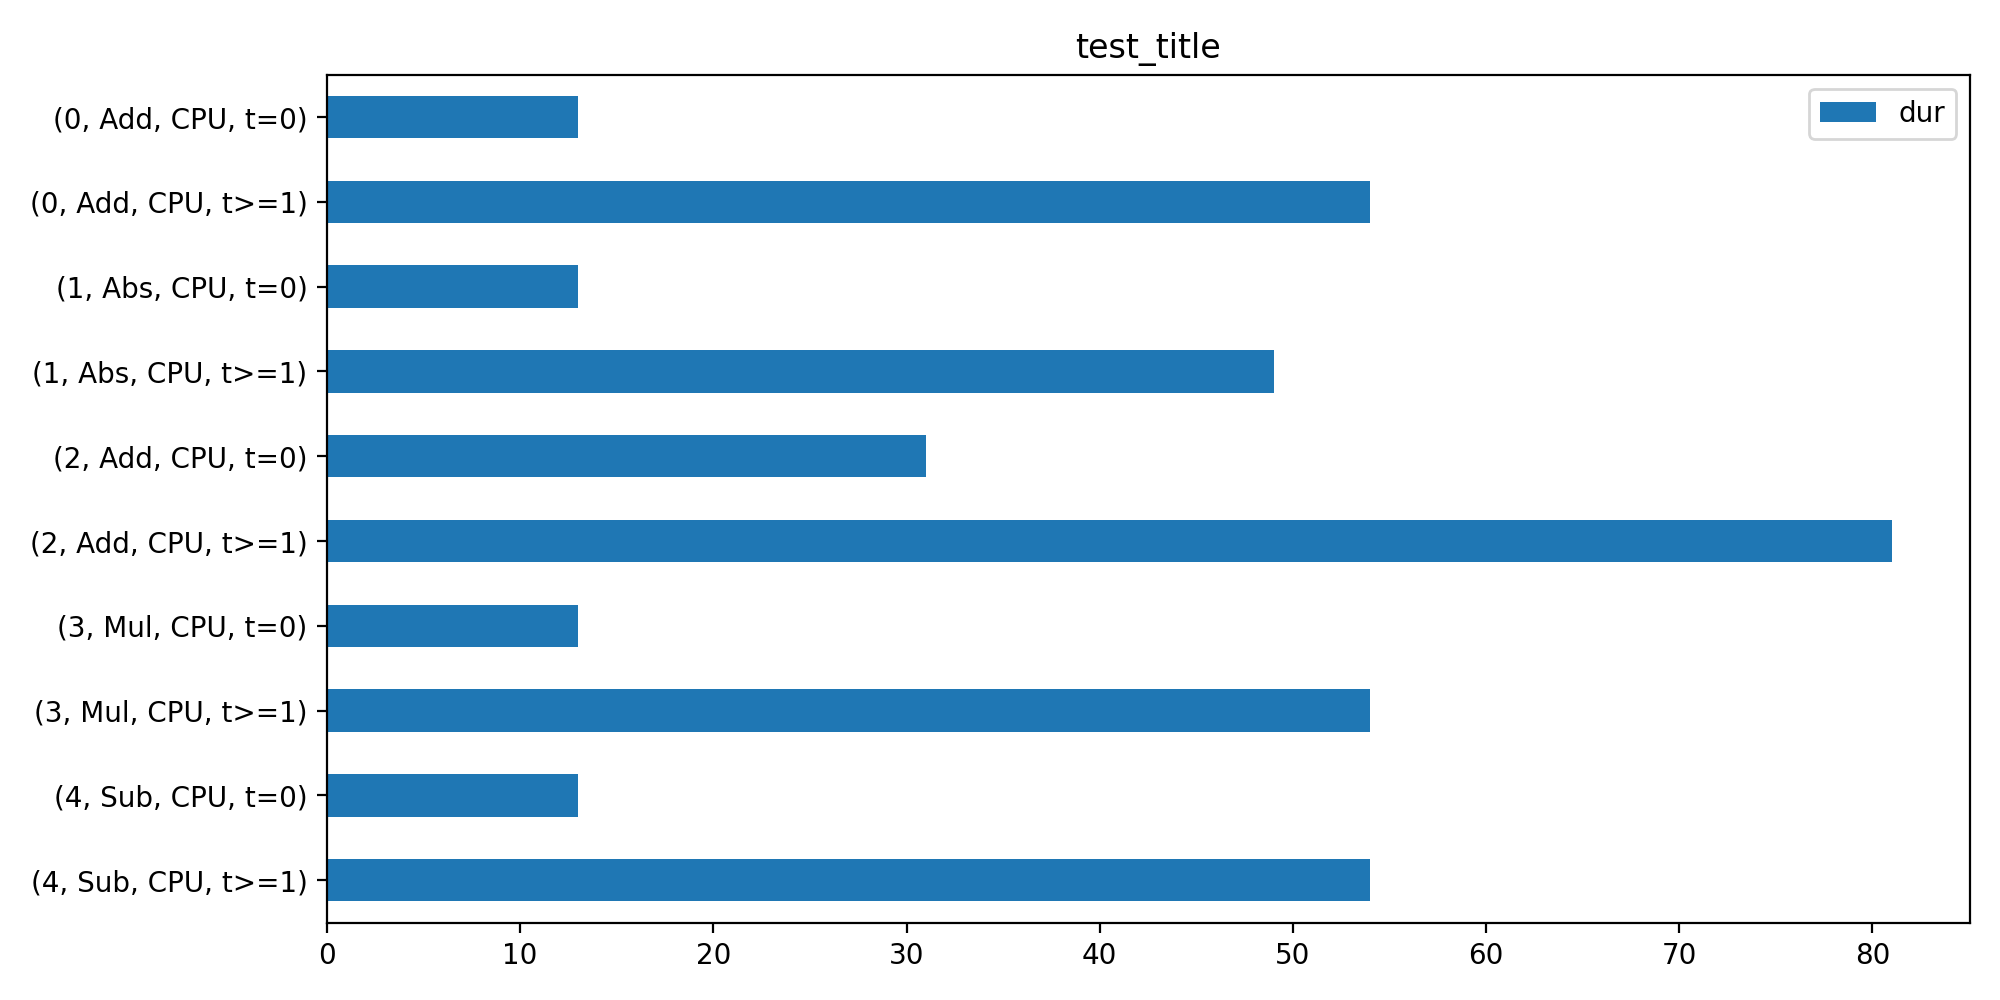 test_title
dur
(0, Add, CPU, t=0)
(0, Add, CPU, t>=1)
(1, Abs, CPU, t=0)
(1, Abs, CPU, t>=1)
(2, Add, CPU, t=0)
(2, Add, CPU, t>=1)
(3, Mul, CPU, t=0)
(3, Mul, CPU, t>=1)
(4, Sub, CPU, t=0)
(4, Sub, CPU, t>=1)
0 10 20 30 40 50 60 70 80